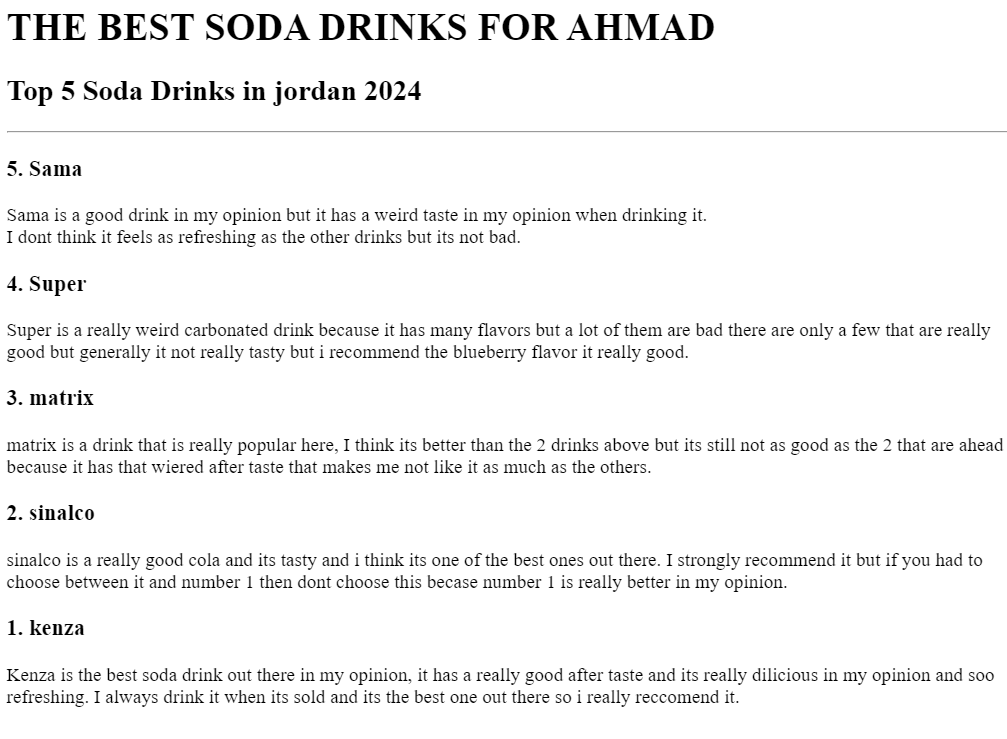 THE BEST SODA DRINKS FOR AHMAD
Top 5 Soda Drinks in jordan 2024
5. Sama
Sama is a good drink in my opinion but it has a weird taste in my opinion when drinking it.
I dont think it feels as refreshing as the other drinks but its not bad.
4. Super
Super is a really weird carbonated drink because it has many flavors but a lot of them are bad there are only a few that are really
good but generally it not really tasty but i recommend the blueberry flavor it really good.
3. matrix
matrix is a drink that is really popular here, I think its better than the 2 drinks above but its still not as good as the 2 that are ahead
because it has that wiered after taste that makes me not like it as much as the others.
2. sinalco
sinalco is a really good cola and its tasty and i think its one of the best ones out there. I strongly recommend it but if you had to
choose between it and number 1 then dont choose this becase number 1 is really better in my opinion.
1. kenza
Kenza is the best soda drink out there in my opinion, it has a really good after taste and its really dilicious in my opinion and soo
refreshing. I always drink it when its sold and its the best one out there so i really reccomend it.